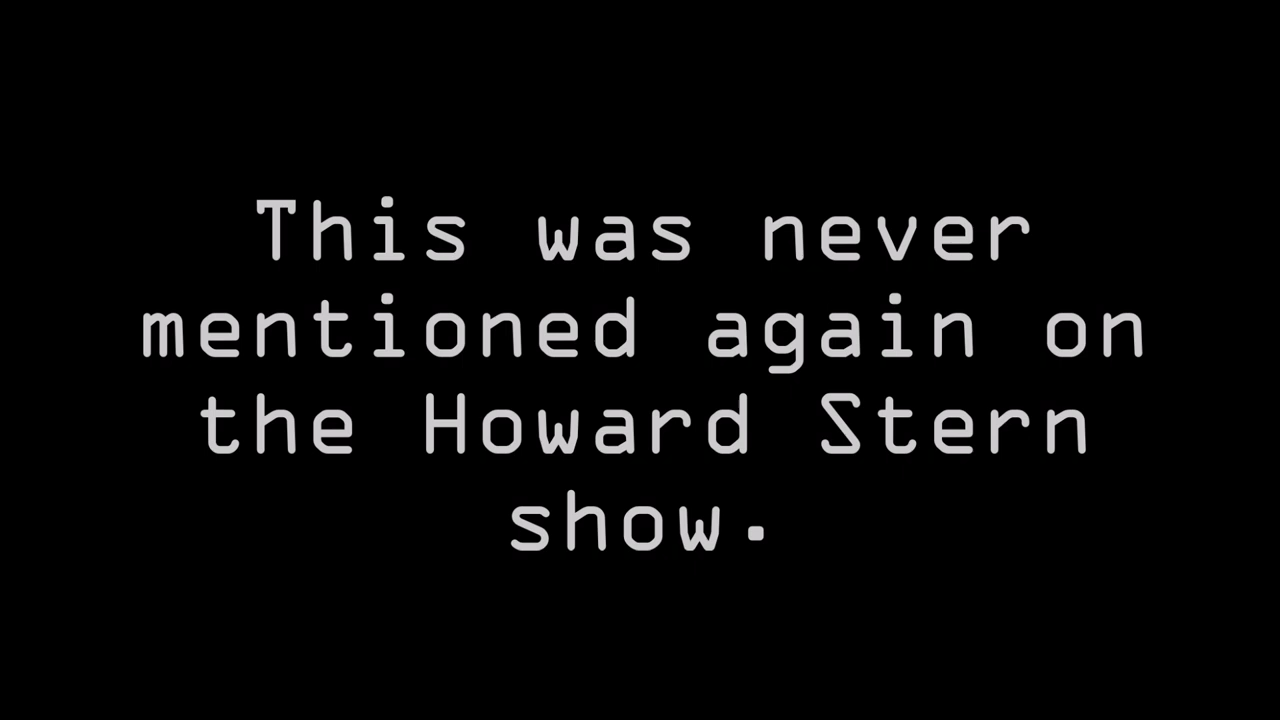 This was never
mentioned again on
the Howard Stern
show.